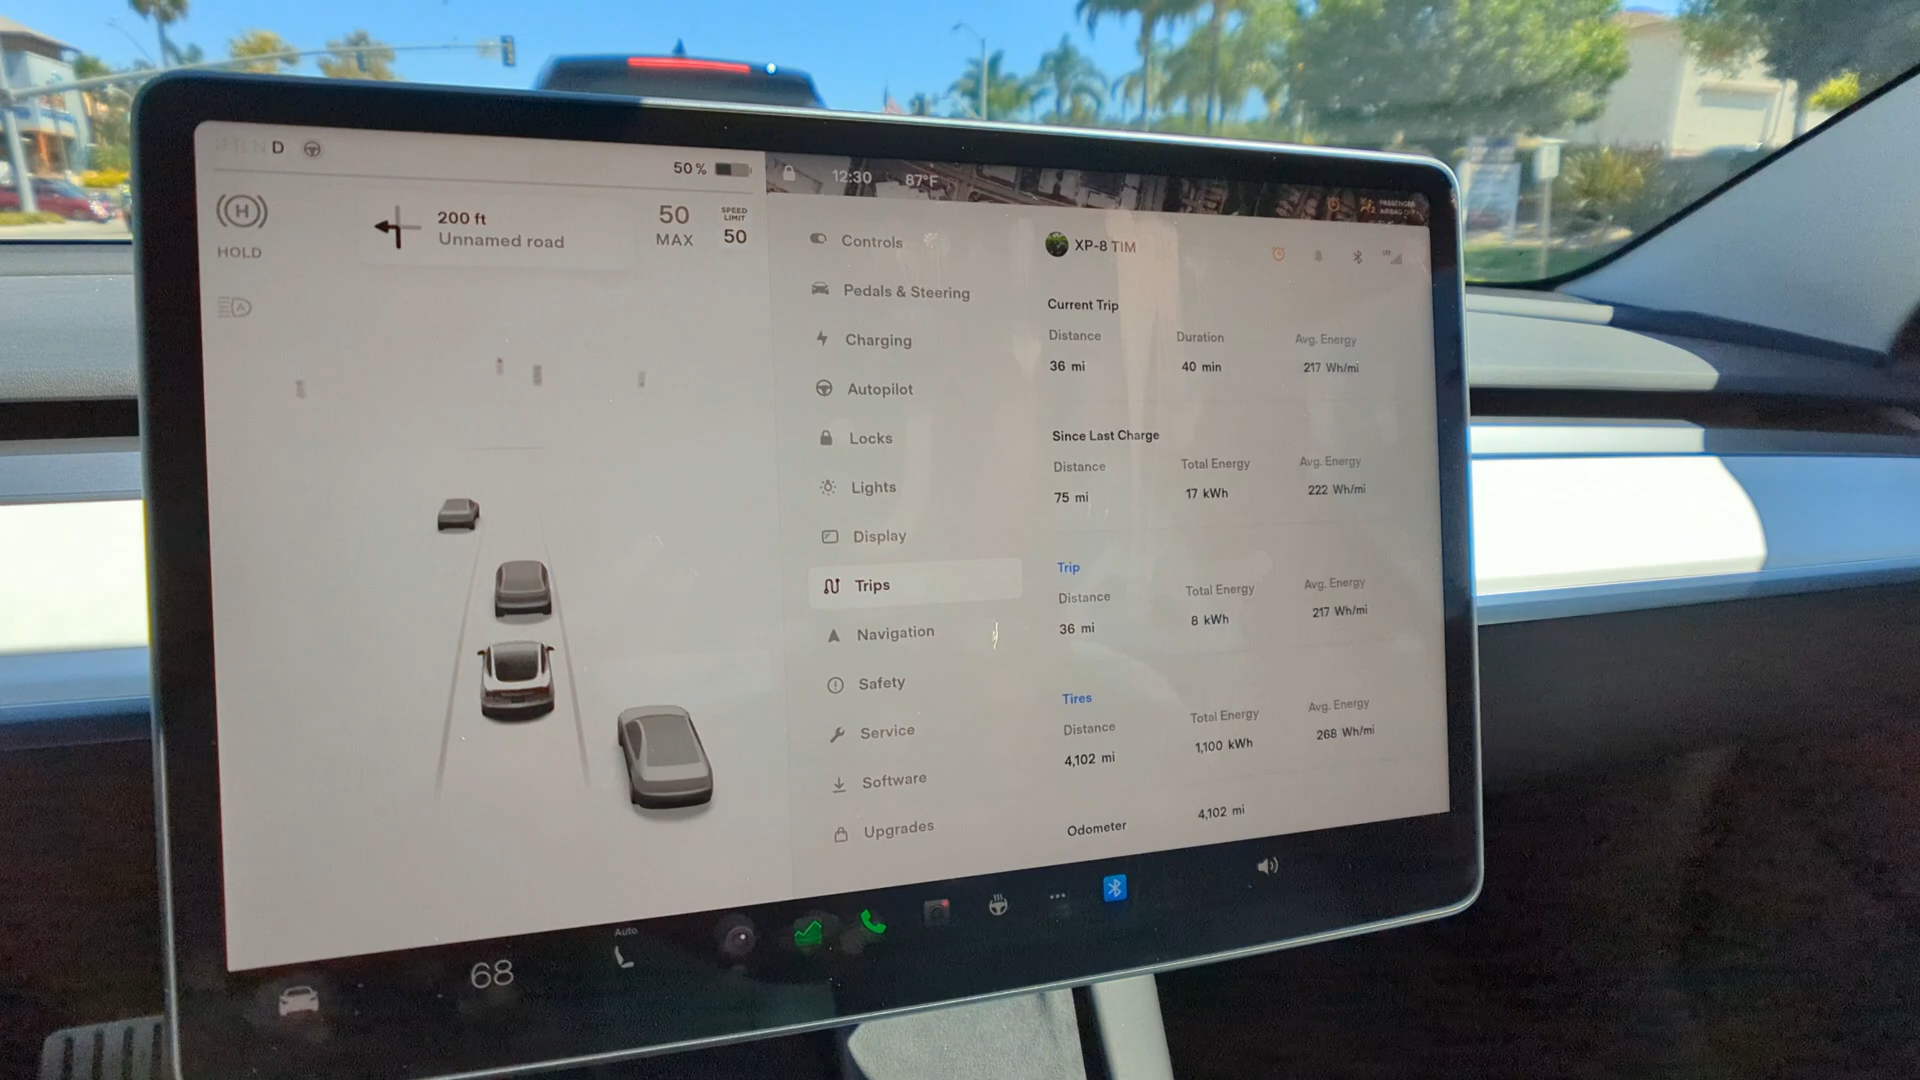 D
50 %
HOLD
200 ft
Unnamed road
50
MAX
SPEED
LIMIT
50
12:30 87°F
PASSENGER
AIRBAG
Controls
Pedals & Steering
Charging
Autopilot
Locks
Lights
Display
Trips
Navigation
Safety
Service
Software
Upgrades
XP-8 TIM
LTE
Current Trip
Distance Duration Avg. Energy
36 mi 40 min 217 Wh/mi
Since Last Charge
Distance Total Energy Avg. Energy
75 mi 17 kWh 222 Wh/mi
Trip
Distance Total Energy Avg. Energy
36 mi 8 kWh 217 Wh/mi
Tires
Distance Total Energy Avg. Energy
4,102 mi 1,100 kWh 268 Wh/mi
Odometer 4,102 mi
68
Auto